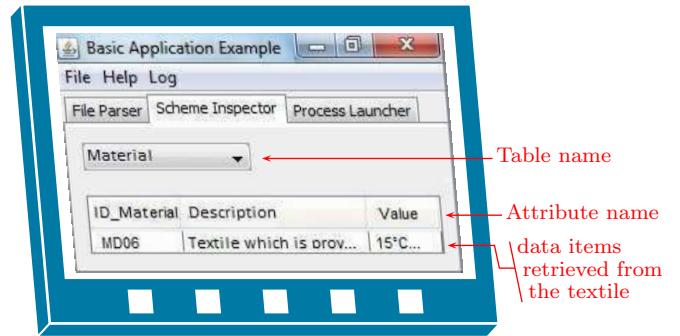 Basic Application Example
File Help Log
File Parser Scheme Inspector Process Launcher
Material
Table name
ID_Material Description Value
Attribute name
MD06 Textile which is prov... 15°C...
data items
retrieved from
the textile